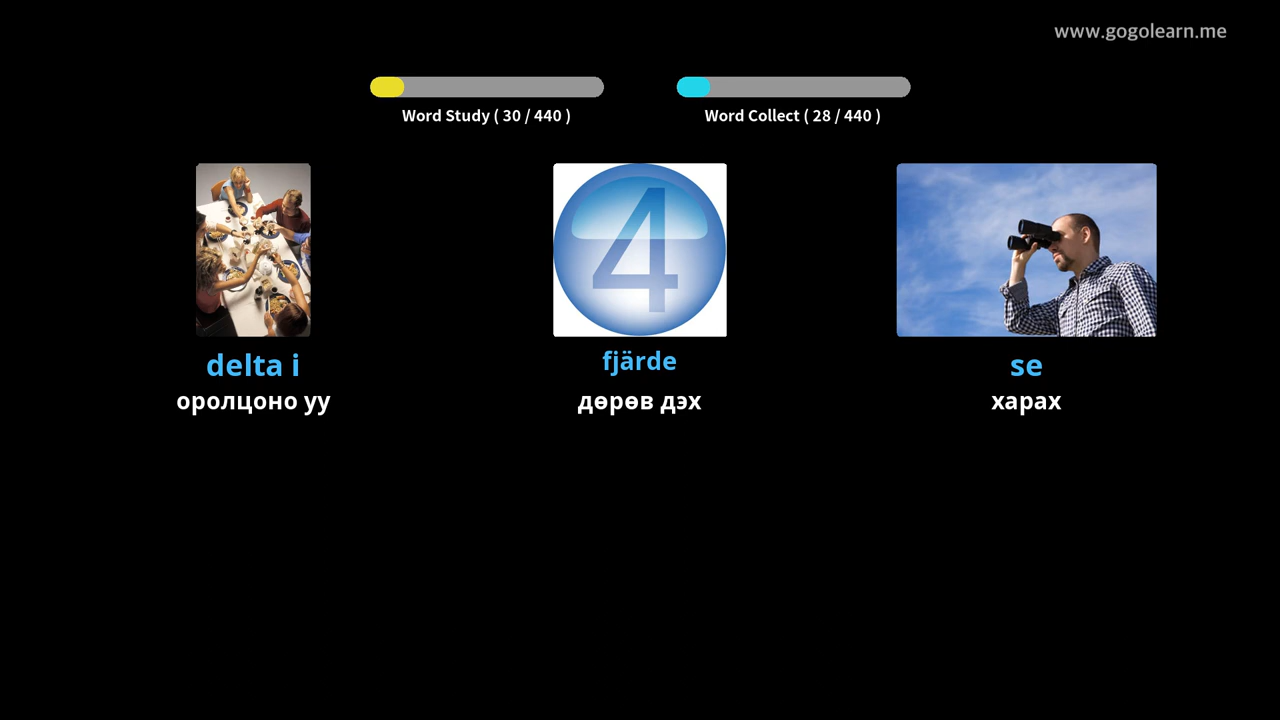 www.gogolearn.me
Word Study ( 30 / 440 )
Word Collect ( 28 / 440 )
4
delta i
оролцоно уу
fjärde
дөрөв дэх
se
харах